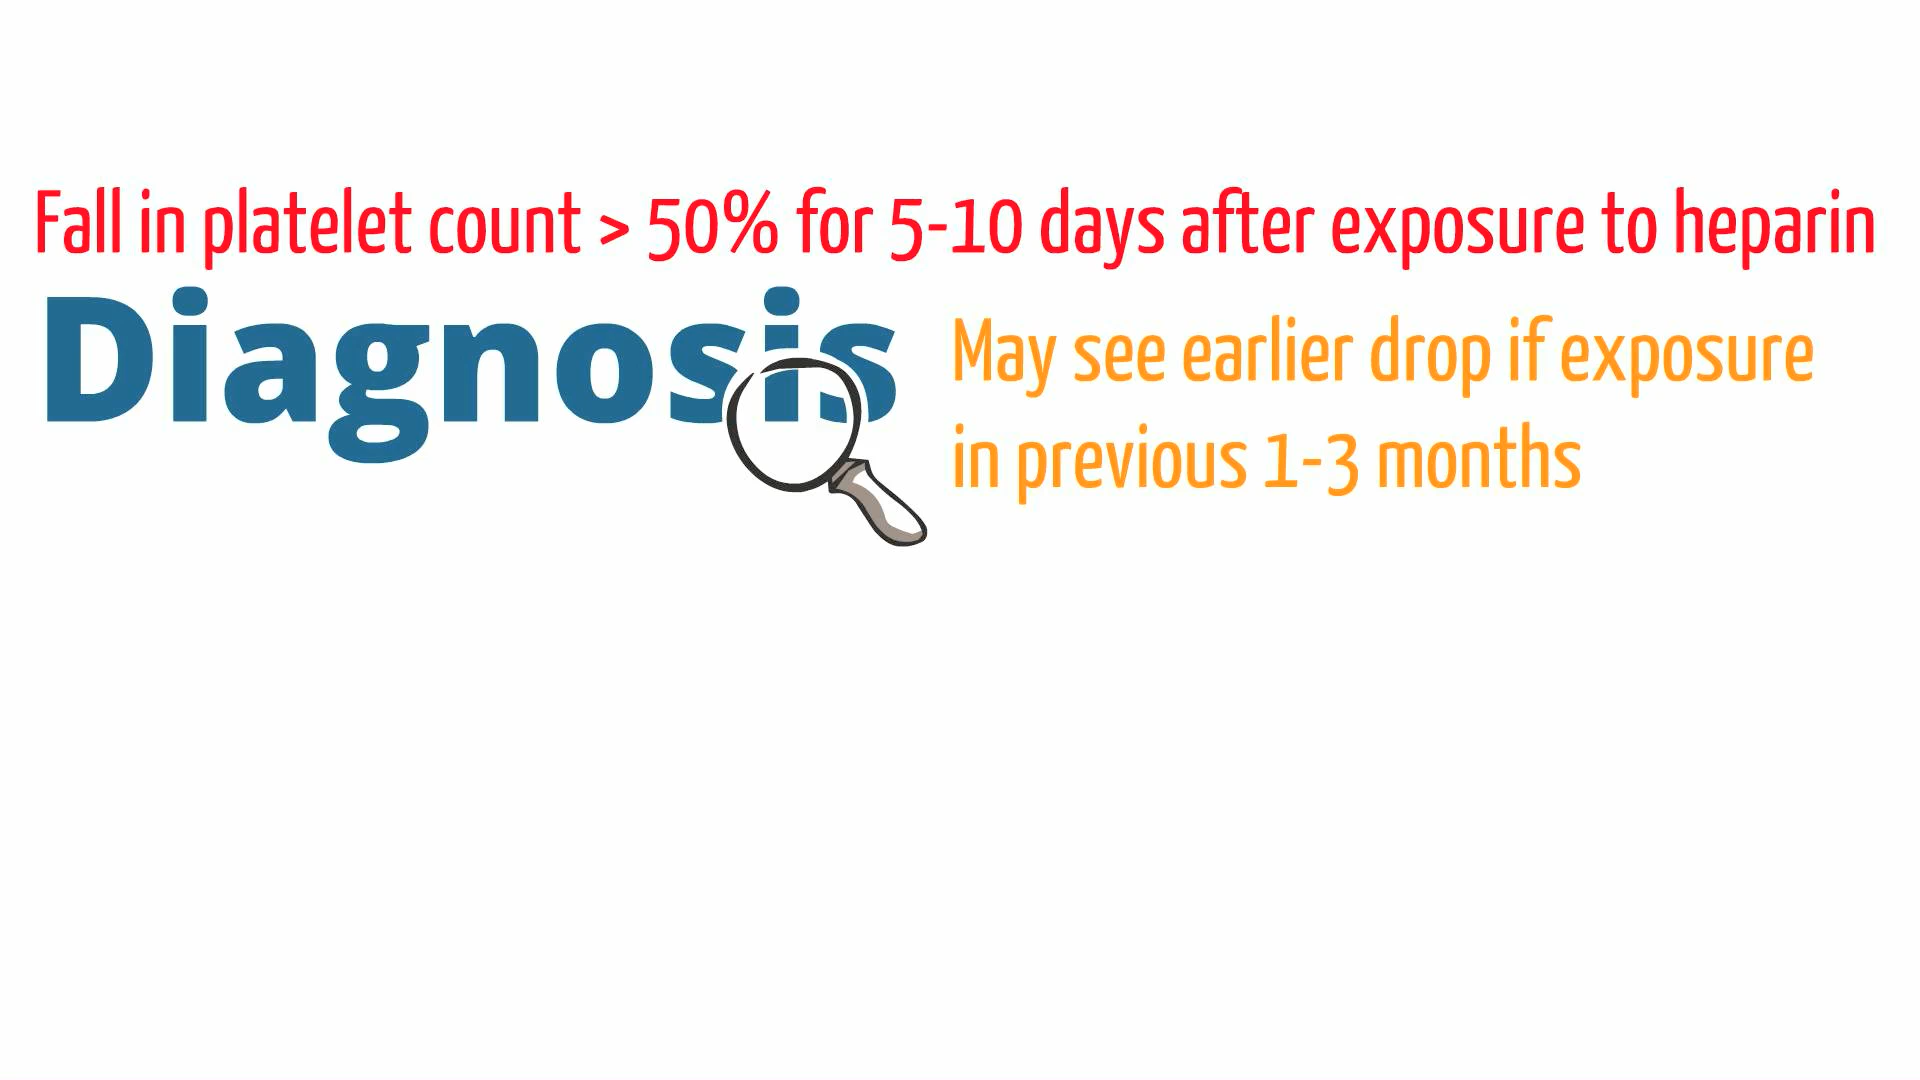 Fall in platelet count > 50% for 5-10 days after exposure to heparin
Diagnosis
May see earlier drop if exposure
in previous 1-3 months